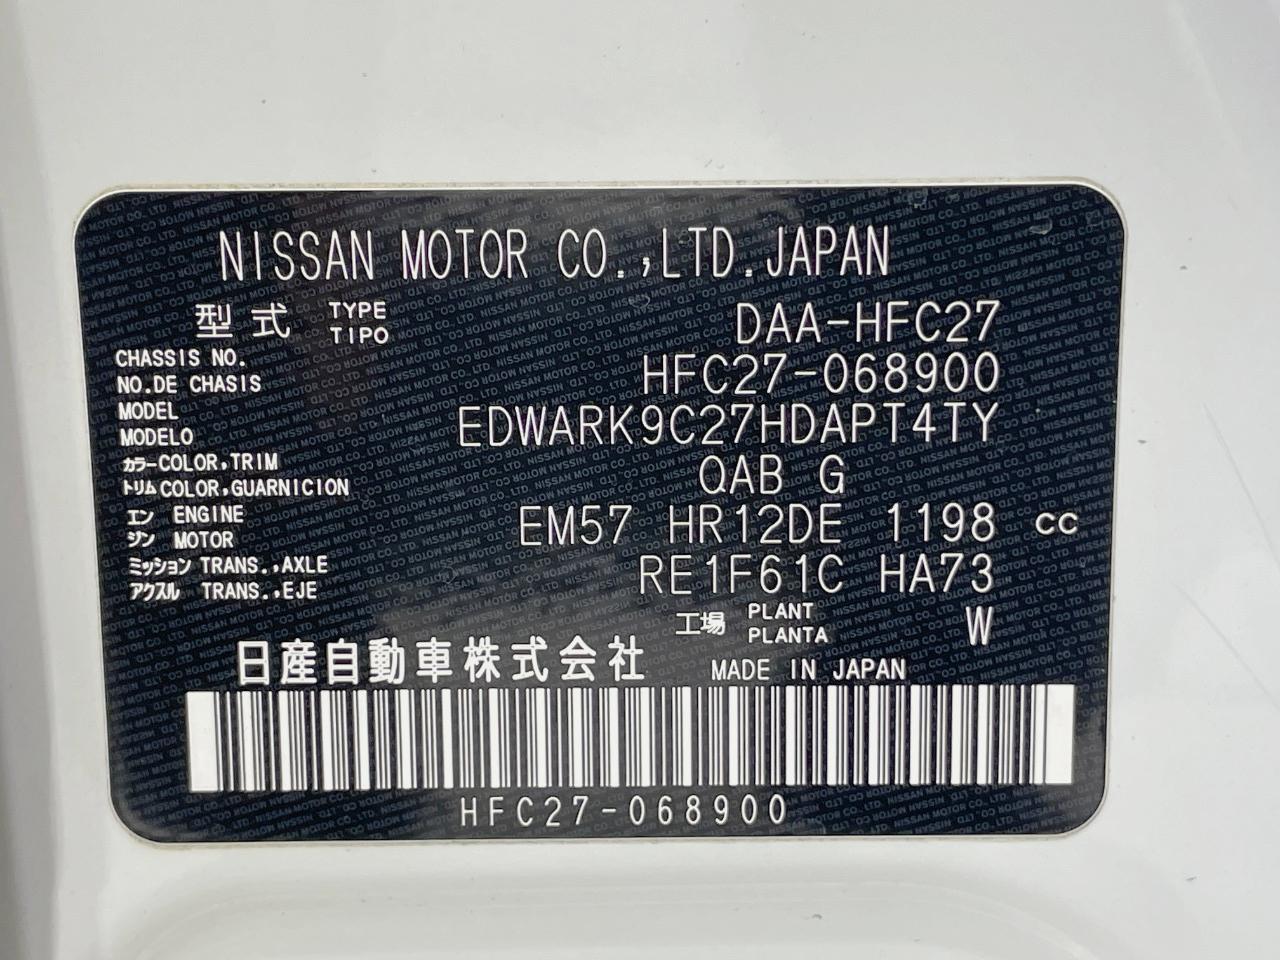 NISSAN MOTOR CO.,LTD.JAPAN
型式 TYPE TIPO DAA-HFC27
CHASSIS NO.
NO.DE CHASIS HFC27-068900
MODEL
MODELO EDWARK9C27HDAPT4TY
カラー COLOR,TRIM
トリム COLOR,GUARNICION QAB G
エン ENGINE
ジン MOTOR EM57 HR12DE 1198 CC
ミッション TRANS.,AXLE
アクスル TRANS.,EJE RE1F61C HA73
工場 PLANT PLANTA W
日産自動車株式会社 MADE IN JAPAN
HFC27-068900